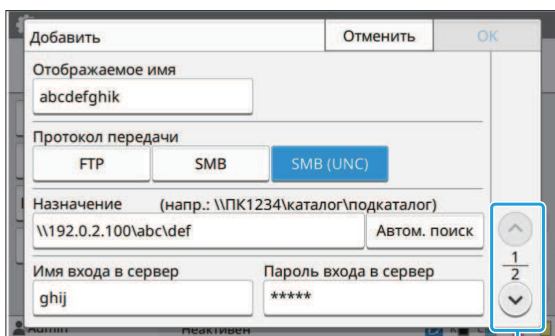 Добавить Отменить OK
Отображаемое имя
abcdefghik
Протокол передачи
FTP SMB SMB (UNC)
Назначение (напр.: \\ПК1234\каталог\подкаталог)
\\192.0.2.100\abc\def Автом. поиск
1
2
Имя входа в сервер Пароль входа в сервер
ghij *****
Admin Неактивен